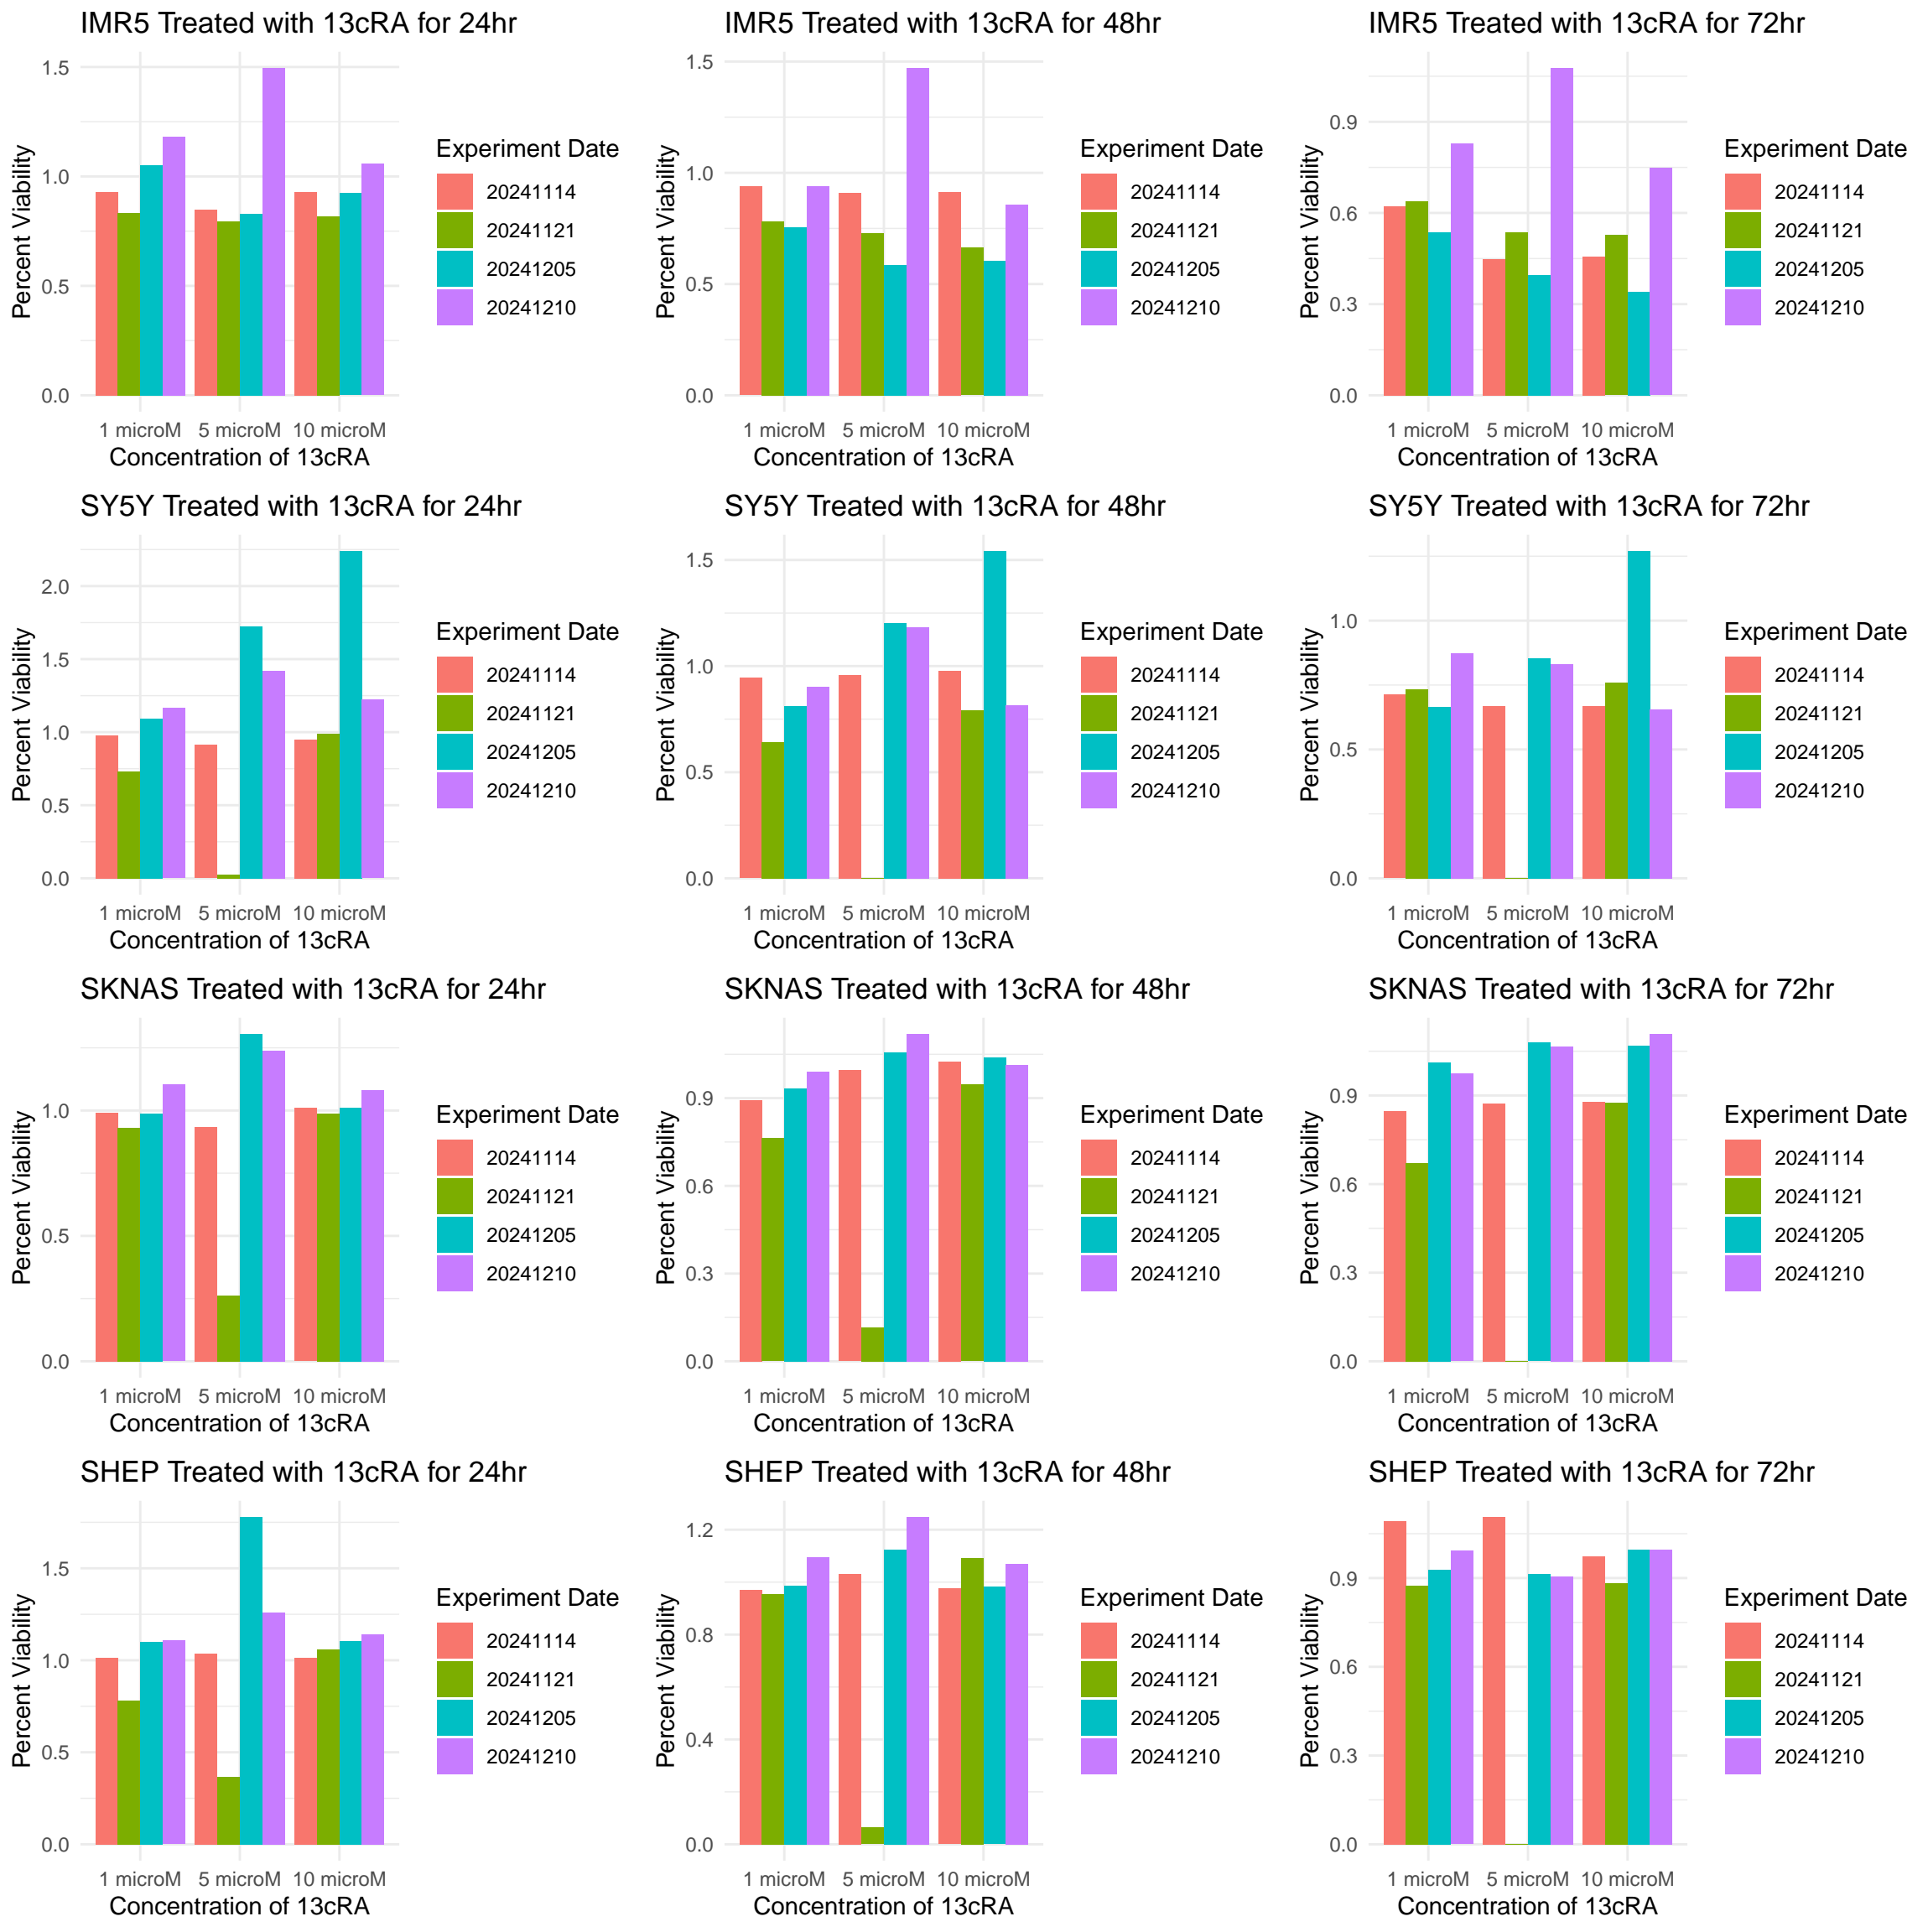 IMR5 Treated with 13cRA for 24hr
1.5
1.0
0.5
0.0
Percent Viability
1 microM 5 microM 10 microM
Concentration of 13cRA
Experiment Date
20241114
20241121
20241205
20241210
IMR5 Treated with 13cRA for 48hr
1.5
1.0
0.5
0.0
Percent Viability
1 microM 5 microM 10 microM
Concentration of 13cRA
Experiment Date
20241114
20241121
20241205
20241210
IMR5 Treated with 13cRA for 72hr
0.9
0.6
0.3
0.0
Percent Viability
1 microM 5 microM 10 microM
Concentration of 13cRA
Experiment Date
20241114
20241121
20241205
20241210
SY5Y Treated with 13cRA for 24hr
2.0
1.5
1.0
0.5
0.0
Percent Viability
1 microM 5 microM 10 microM
Concentration of 13cRA
Experiment Date
20241114
20241121
20241205
20241210
SY5Y Treated with 13cRA for 48hr
1.5
1.0
0.5
0.0
Percent Viability
1 microM 5 microM 10 microM
Concentration of 13cRA
Experiment Date
20241114
20241121
20241205
20241210
SY5Y Treated with 13cRA for 72hr
1.0
0.5
0.0
Percent Viability
1 microM 5 microM 10 microM
Concentration of 13cRA
Experiment Date
20241114
20241121
20241205
20241210
SKNAS Treated with 13cRA for 24hr
1.0
0.5
0.0
Percent Viability
1 microM 5 microM 10 microM
Concentration of 13cRA
Experiment Date
20241114
20241121
20241205
20241210
SKNAS Treated with 13cRA for 48hr
0.9
0.6
0.3
0.0
Percent Viability
1 microM 5 microM 10 microM
Concentration of 13cRA
Experiment Date
20241114
20241121
20241205
20241210
SKNAS Treated with 13cRA for 72hr
0.9
0.6
0.3
0.0
Percent Viability
1 microM 5 microM 10 microM
Concentration of 13cRA
Experiment Date
20241114
20241121
20241205
20241210
SHEP Treated with 13cRA for 24hr
1.5
1.0
0.5
0.0
Percent Viability
1 microM 5 microM 10 microM
Concentration of 13cRA
Experiment Date
20241114
20241121
20241205
20241210
SHEP Treated with 13cRA for 48hr
1.2
0.8
0.4
0.0
Percent Viability
1 microM 5 microM 10 microM
Concentration of 13cRA
Experiment Date
20241114
20241121
20241205
20241210
SHEP Treated with 13cRA for 72hr
0.9
0.6
0.3
0.0
Percent Viability
1 microM 5 microM 10 microM
Concentration of 13cRA
Experiment Date
20241114
20241121
20241205
20241210